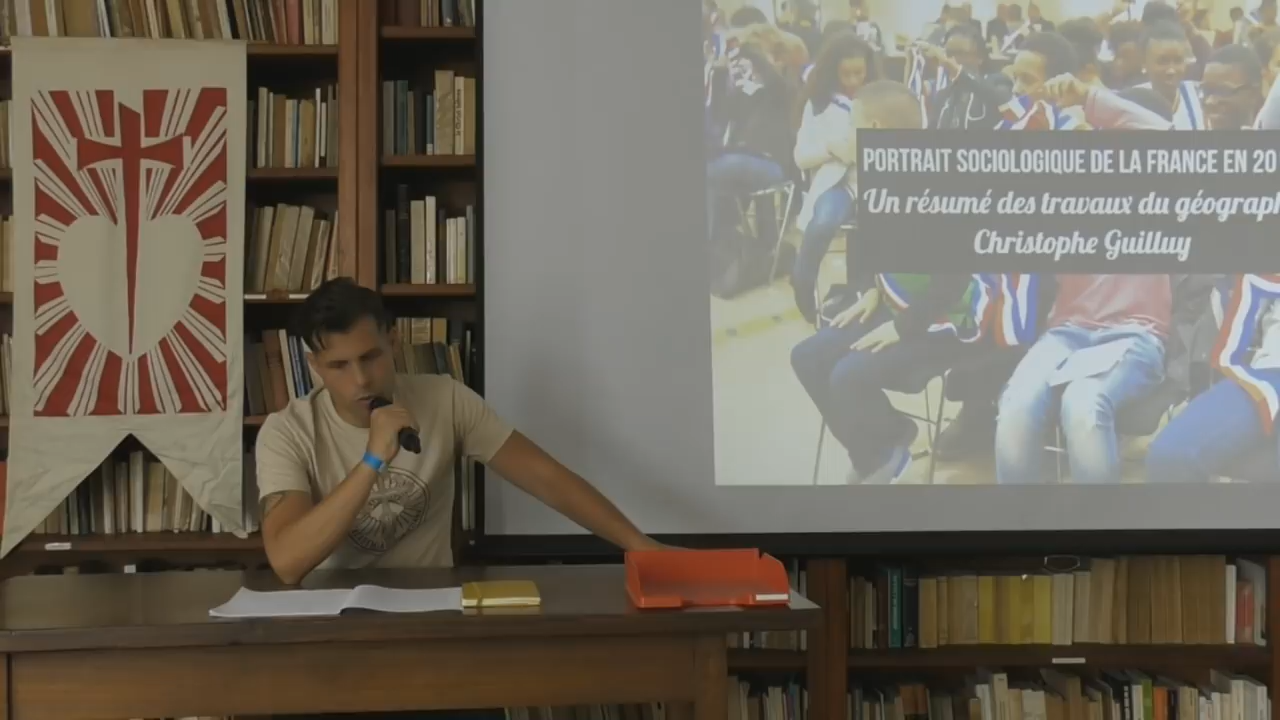 PORTRAIT SOCIOLOGIQUE DE LA FRANCE EN 20
Un résumé des travaux du géograph
Christophe Guilluy